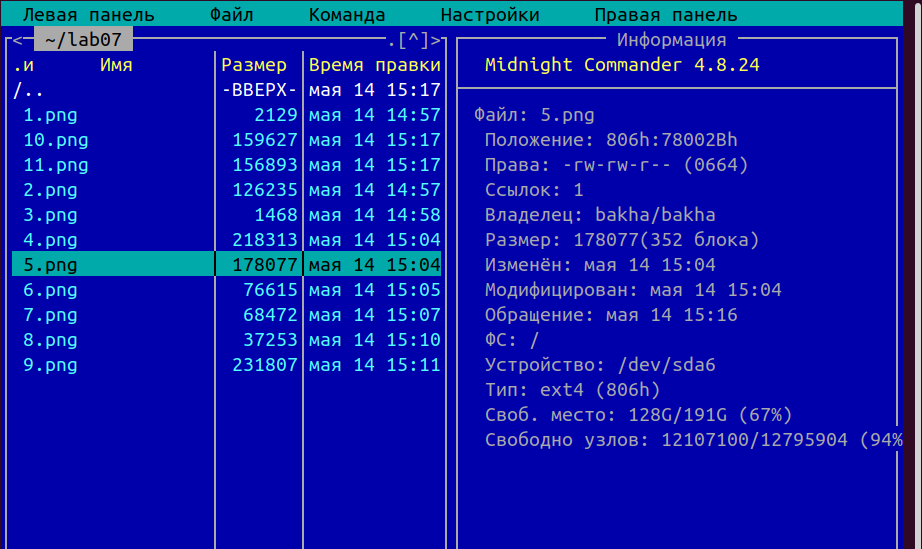 Левая панель Файл Команда Настройки Правая панель
< ~/lab07 .[^]>
.и Имя Размер Время правки
/.. -ВВЕРХ- мая 14 15:17
1.png 2129 мая 14 14:57
10.png 159627 мая 14 15:17
11.png 156893 мая 14 15:17
2.png 126235 мая 14 14:57
3.png 1468 мая 14 14:58
4.png 218313 мая 14 15:04
5.png 178077 мая 14 15:04
6.png 76615 мая 14 15:05
7.png 68472 мая 14 15:07
8.png 37253 мая 14 15:10
9.png 231807 мая 14 15:11
Информация
Midnight Commander 4.8.24
Файл: 5.png
Положение: 806h:78002Bh
Права: -rw-rw-r-- (0664)
Ссылок: 1
Владелец: bakha/bakha
Размер: 178077(352 блока)
Изменён: мая 14 15:04
Модифицирован: мая 14 15:04
Обращение: мая 14 15:16
ФС: /
Устройство: /dev/sda6
Тип: ext4 (806h)
Своб. место: 128G/191G (67%)
Свободно узлов: 12107100/12795904 (94%